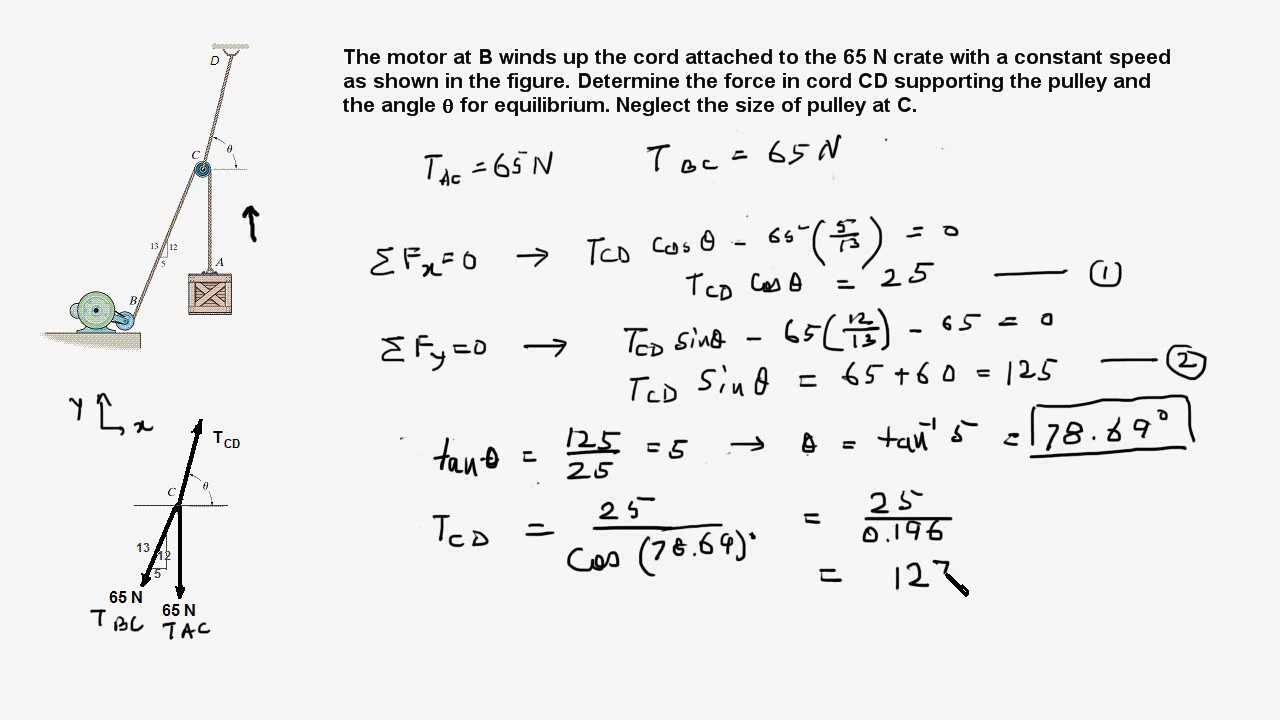 The motor at B winds up the cord attached to the 65 N crate with a constant speed
as shown in the figure. Determine the force in cord CD supporting the pulley and
the angle θ for equilibrium. Neglect the size of pulley at C.
D
C
θ
13
12
5
A
B
T_AC = 65 N
T_BC = 65 N
ΣF_x = 0 → T_CD cos θ - 65 (5/13) = 0
T_CD cos θ = 25 —— ①
ΣF_y = 0 → T_CD sin θ - 65 (12/13) - 65 = 0
T_CD sin θ = 65 + 60 = 125 —— ②
tan θ = 125/25 = 5 → θ = tan⁻¹ 5 = 78.69°
T_CD = 25/cos (78.69)° = 25/0.196
= 127
Y
x
T_CD
C
θ
13
12
5
65 N
65 N
T_BC
T_AC